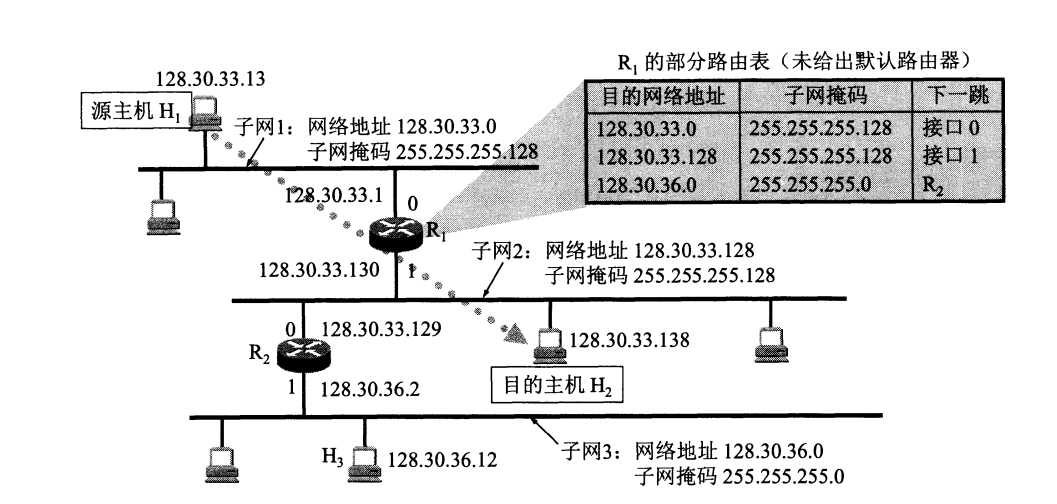 R₁ 的部分路由表（未给出默认路由器）
目的网络地址 子网掩码 下一跳
128.30.33.0 255.255.255.128 接口 0
128.30.33.128 255.255.255.128 接口 1
128.30.36.0 255.255.255.0 R₂
128.30.33.13
源主机 H₁
子网1：网络地址 128.30.33.0
子网掩码 255.255.255.128
128.30.33.1
0
R₁
128.30.33.130
1
子网2：网络地址 128.30.33.128
子网掩码 255.255.255.128
0
128.30.33.129
R₂
128.30.33.138
目的主机 H₂
1
128.30.36.2
H₃
128.30.36.12
子网3：网络地址 128.30.36.0
子网掩码 255.255.255.0